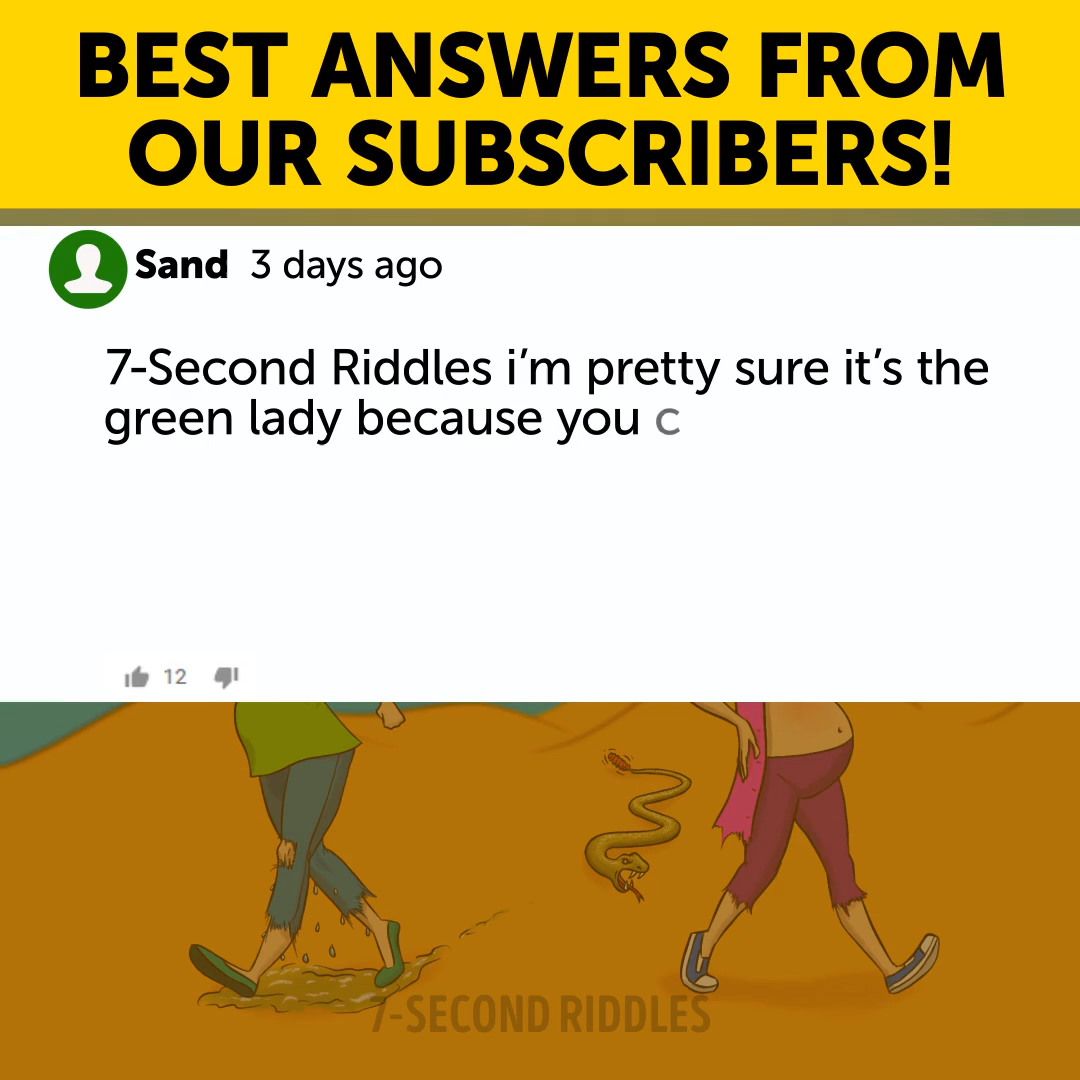 BEST ANSWERS FROM
OUR SUBSCRIBERS!
Sand 3 days ago
7-Second Riddles i’m pretty sure it’s the
green lady because you c
12
7-SECOND RIDDLES